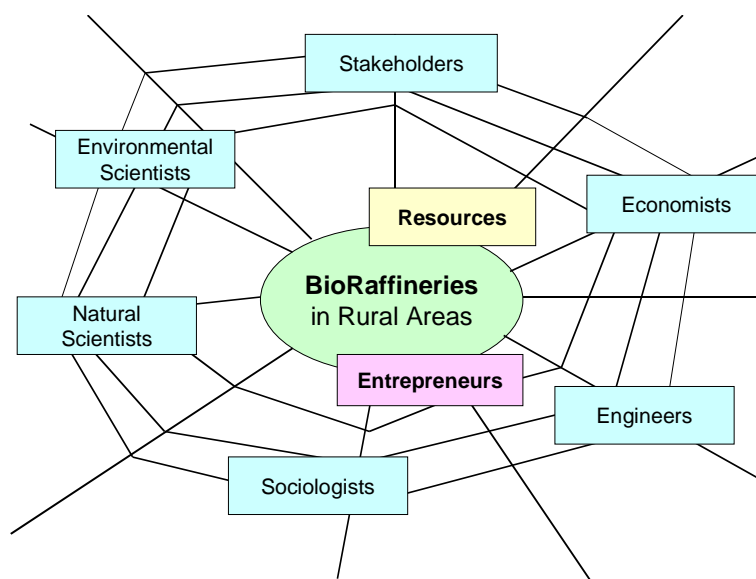 Stakeholders
Environmental
Scientists
Resources
Economists
BioRaffineries
in Rural Areas
Natural
Scientists
Entrepreneurs
Engineers
Sociologists